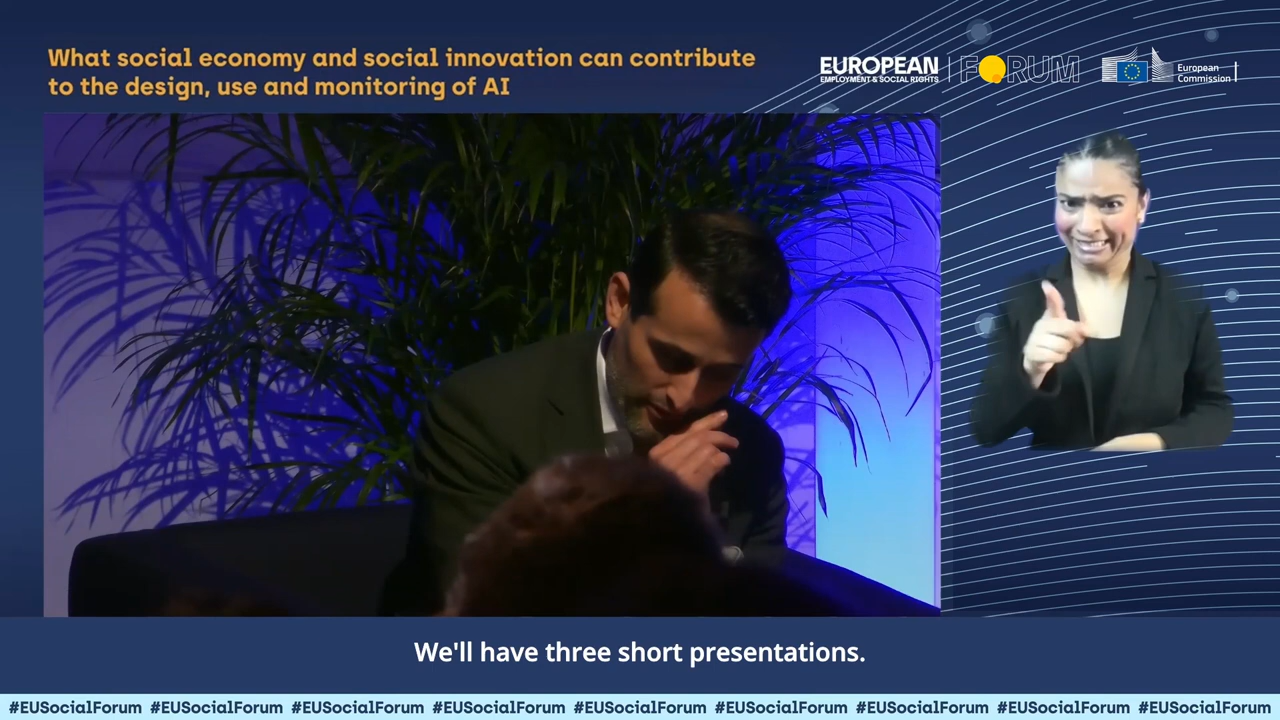 What social economy and social innovation can contribute
to the design, use and monitoring of AI
EUROPEAN
EMPLOYMENT & SOCIAL RIGHTS
FORUM
European
Commission
We'll have three short presentations.
#EUSocialForum #EUSocialForum #EUSocialForum #EUSocialForum #EUSocialForum #EUSocialForum #EUSocialForum #EUSocialForum #EUSocialForum